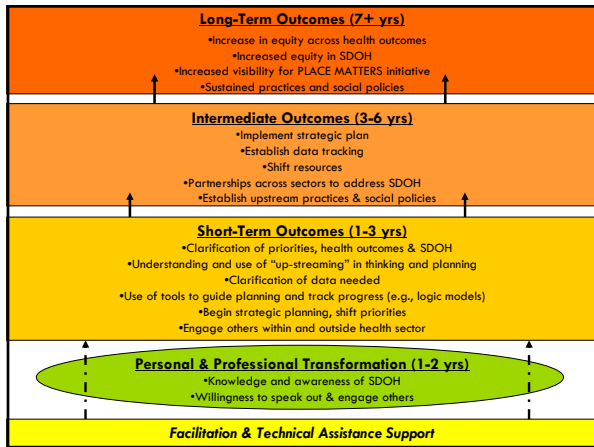 Long-Term Outcomes (7+ yrs)
•Increase in equity across health outcomes
•Increased equity in SDOH
•Increased visibility for PLACE MATTERS initiative
•Sustained practices and social policies
Intermediate Outcomes (3-6 yrs)
•Implement strategic plan
•Establish data tracking
•Shift resources
•Partnerships across sectors to address SDOH
•Establish upstream practices & social policies
Short-Term Outcomes (1-3 yrs)
•Clarification of priorities, health outcomes & SDOH
•Understanding and use of “up-streaming” in thinking and planning
•Clarification of data needed
•Use of tools to guide planning and track progress (e.g., logic models)
•Begin strategic planning, shift priorities
•Engage others within and outside health sector
Personal & Professional Transformation (1-2 yrs)
•Knowledge and awareness of SDOH
•Willingness to speak out & engage others
Facilitation & Technical Assistance Support